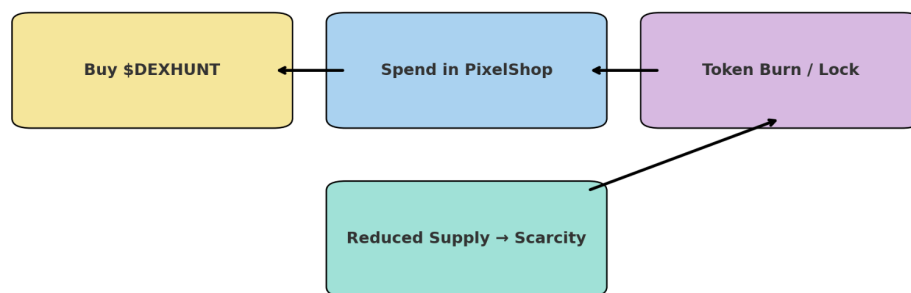 Buy $DEXHUNT
Spend in PixelShop
Token Burn / Lock
Reduced Supply → Scarcity